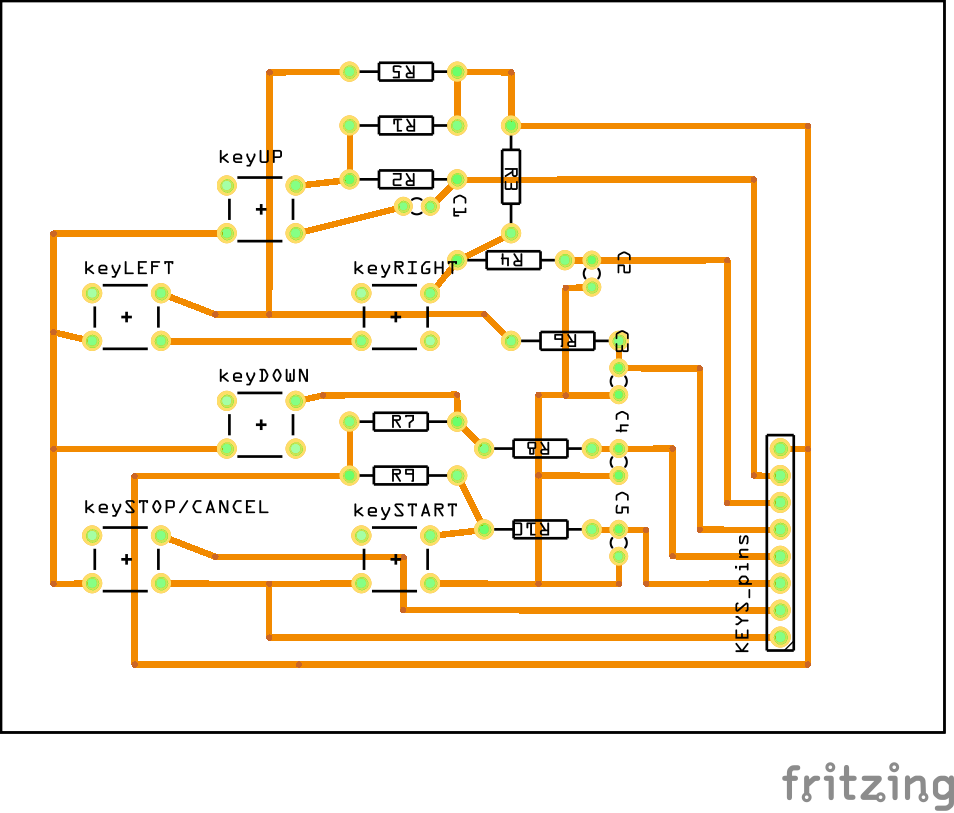 R5
R1
keyUP
R2
R3
C1
keyLEFT
keyRIGHT
R4
C2
R6
C3
keyDOWN
R7
C4
R8
R9
keySTOP/CANCEL
keySTART
C5
R10
KEYS_pins
fritzing